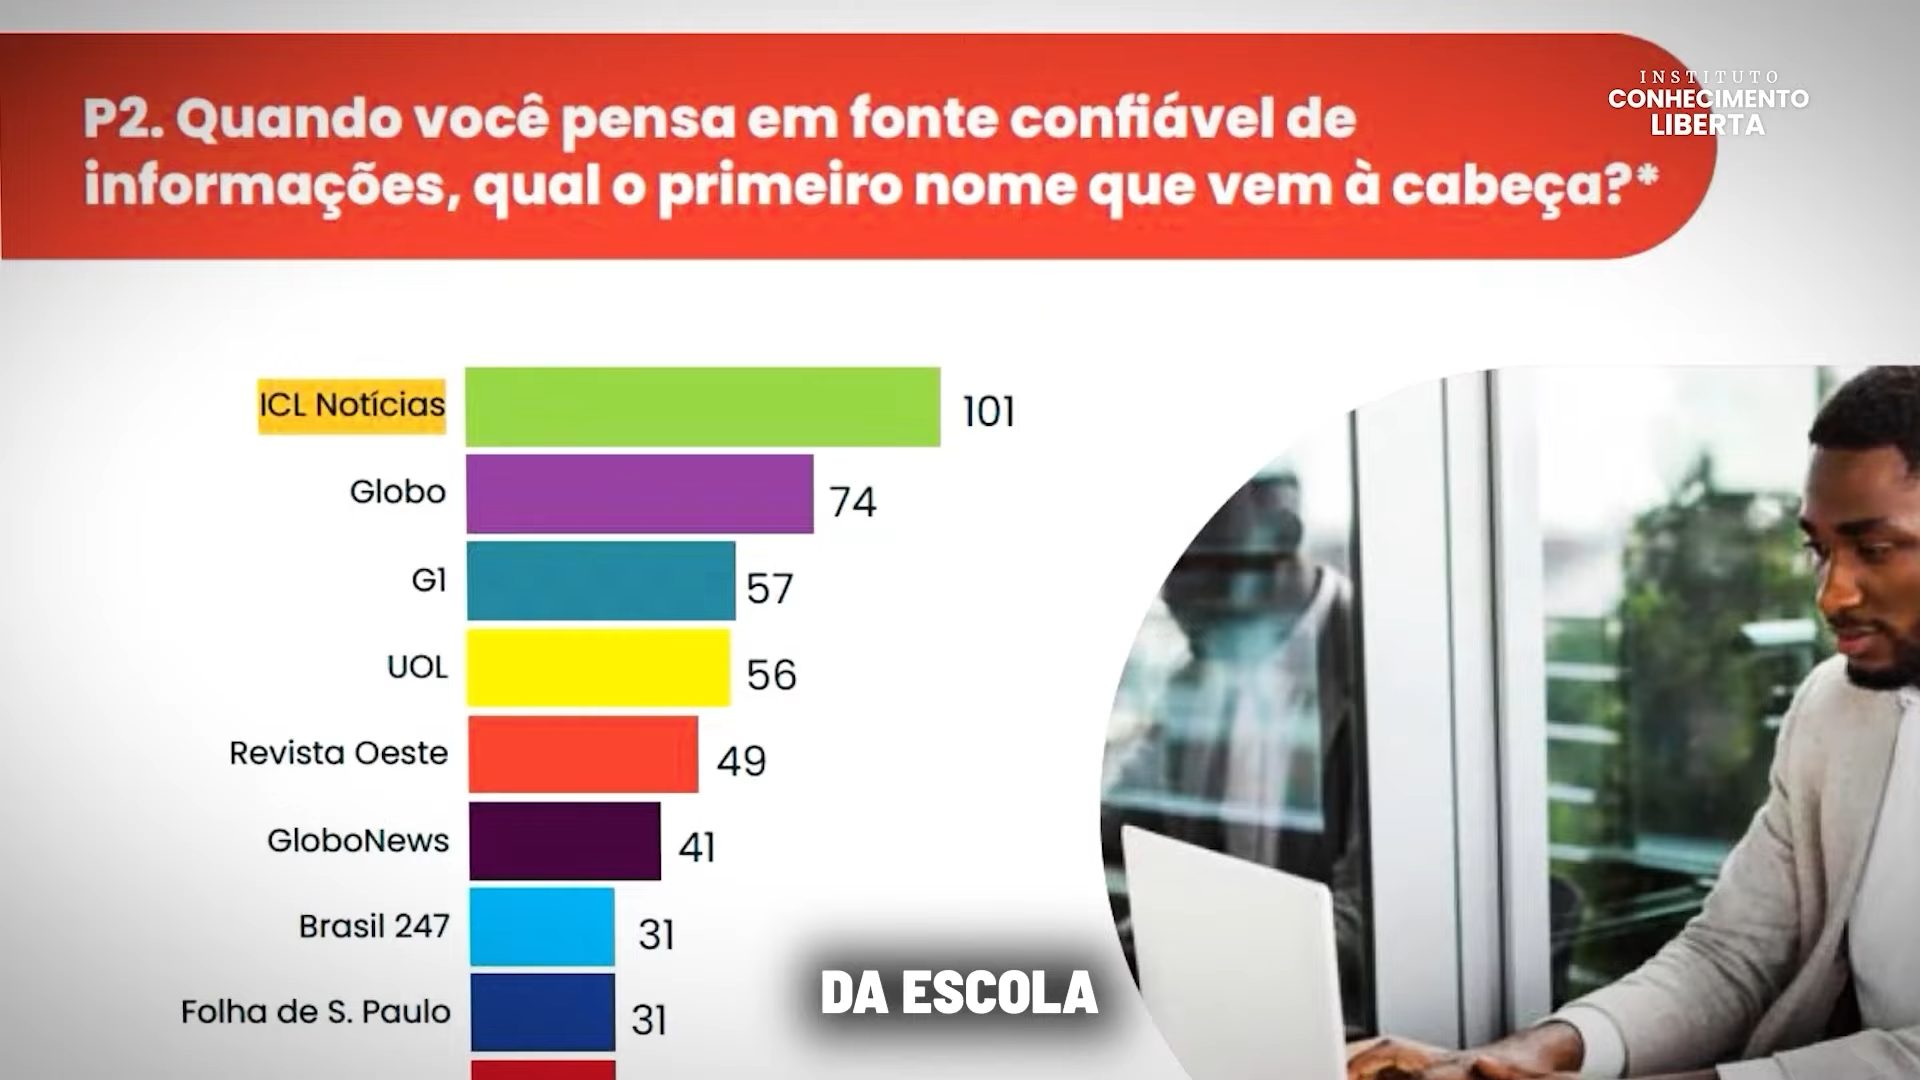 INSTITUTO
CONHECIMENTO
LIBERTA
P2. Quando você pensa em fonte confiável de
informações, qual o primeiro nome que vem à cabeça?*
ICL Notícias 101
Globo 74
G1 57
UOL 56
Revista Oeste 49
GloboNews 41
Brasil 247 31
Folha de S. Paulo 31
DA ESCOLA